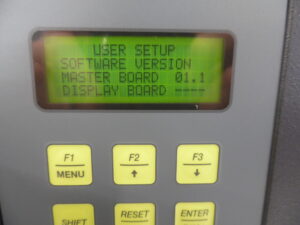 USER SETUP
SOFTWARE VERSION
MASTER BOARD 01.1
DISPLAY BOARD ----
F1 F2 F3
MENU ↑ ↓
SHIFT RESET ENTER